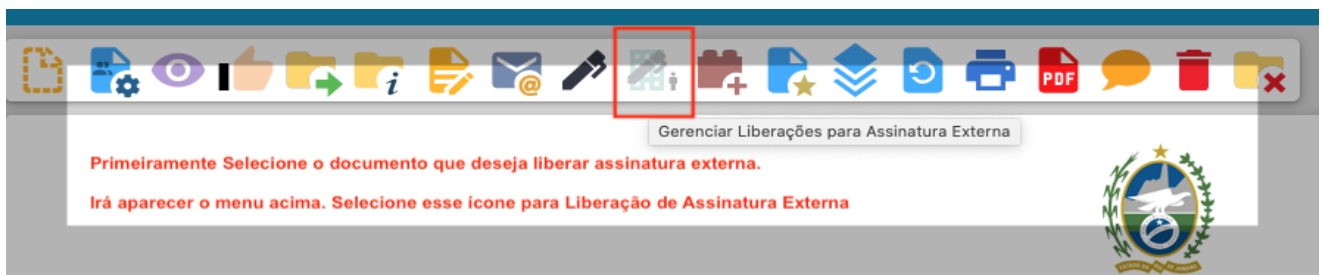 i
@
PDF
Gerenciar Liberações para Assinatura Externa
Primeiramente Selecione o documento que deseja liberar assinatura externa.
Irá aparecer o menu acima. Selecione esse ícone para Liberação de Assinatura Externa